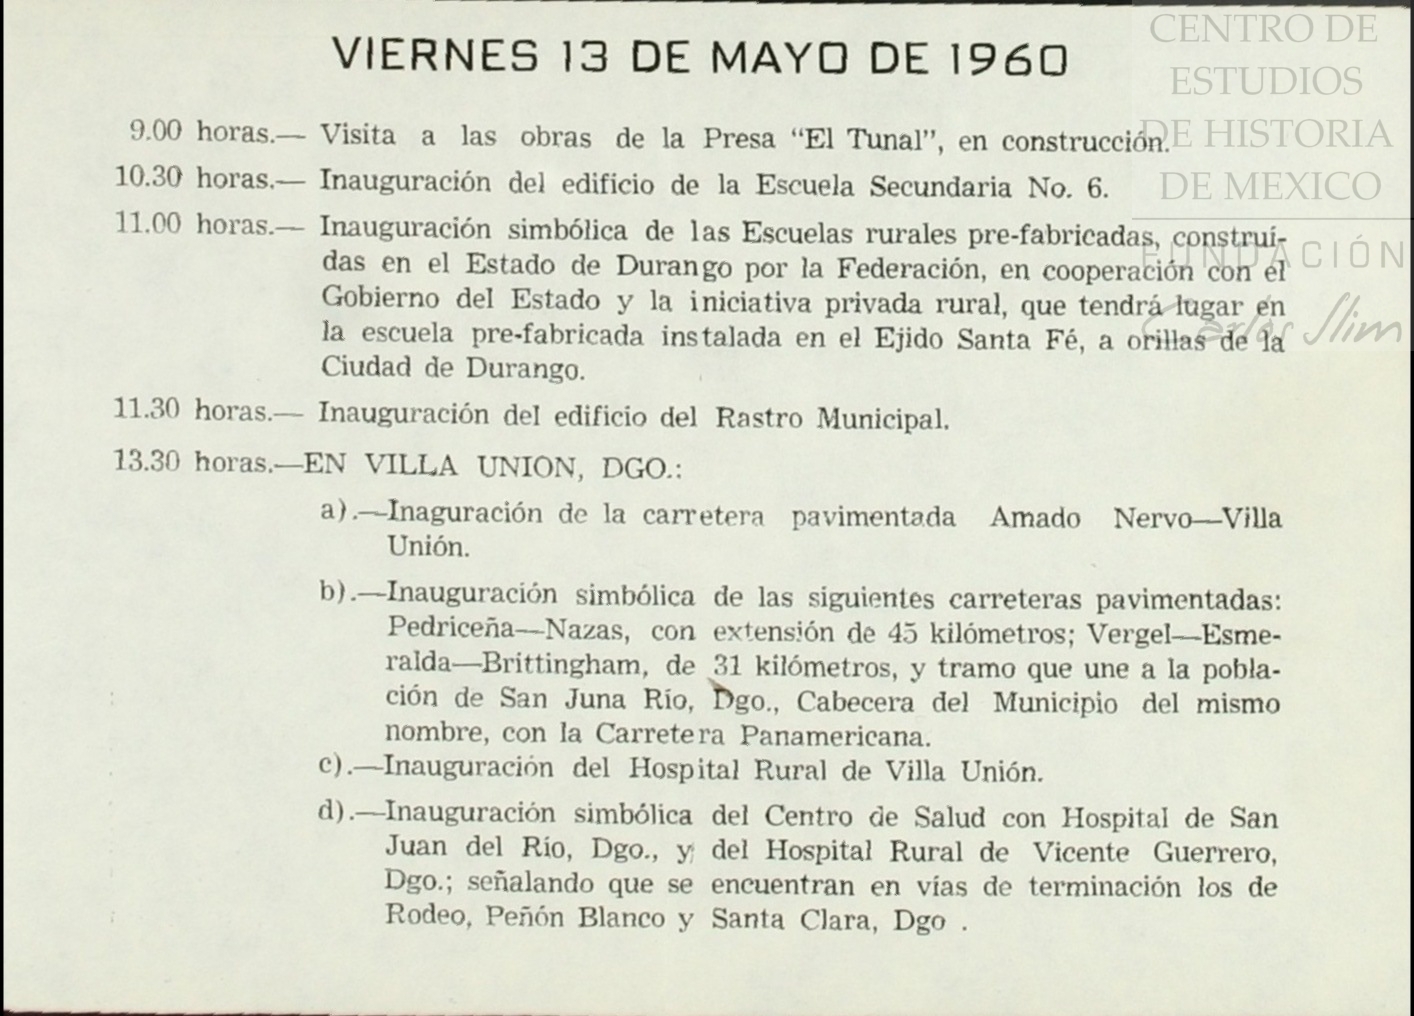 CENTRO DE
ESTUDIOS
DE HISTORIA
DE MEXICO
FUNDACIÓN
Carlos Slim
VIERNES 13 DE MAYO DE 1960
9.00 horas.— Visita a las obras de la Presa “El Tunal”, en construcción.
10.30 horas.— Inauguración del edificio de la Escuela Secundaria No. 6.
11.00 horas.— Inauguración simbólica de las Escuelas rurales pre-fabricadas, construí-
das en el Estado de Durango por la Federación, en cooperación con el
Gobierno del Estado y la iniciativa privada rural, que tendrá lugar en
la escuela pre-fabricada instalada en el Ejido Santa Fé, a orillas de la
Ciudad de Durango.
11.30 horas.— Inauguración del edificio del Rastro Municipal.
13.30 horas.—EN VILLA UNION, DGO.:
a).—Inaguración de la carretera pavimentada Amado Nervo—Villa
Unión.
b).—Inauguración simbólica de las siguientes carreteras pavimentadas:
Pedriceña—Nazas, con extensión de 45 kilómetros; Vergel—Esme-
ralda—Brittingham, de 31 kilómetros, y tramo que une a la pobla-
ción de San Juna Río, Dgo., Cabecera del Municipio del mismo
nombre, con la Carretera Panamericana.
c).—Inauguración del Hospital Rural de Villa Unión.
d).—Inauguración simbólica del Centro de Salud con Hospital de San
Juan del Río, Dgo., y del Hospital Rural de Vicente Guerrero,
Dgo.; señalando que se encuentran en vías de terminación los de
Rodeo, Peñón Blanco y Santa Clara, Dgo .